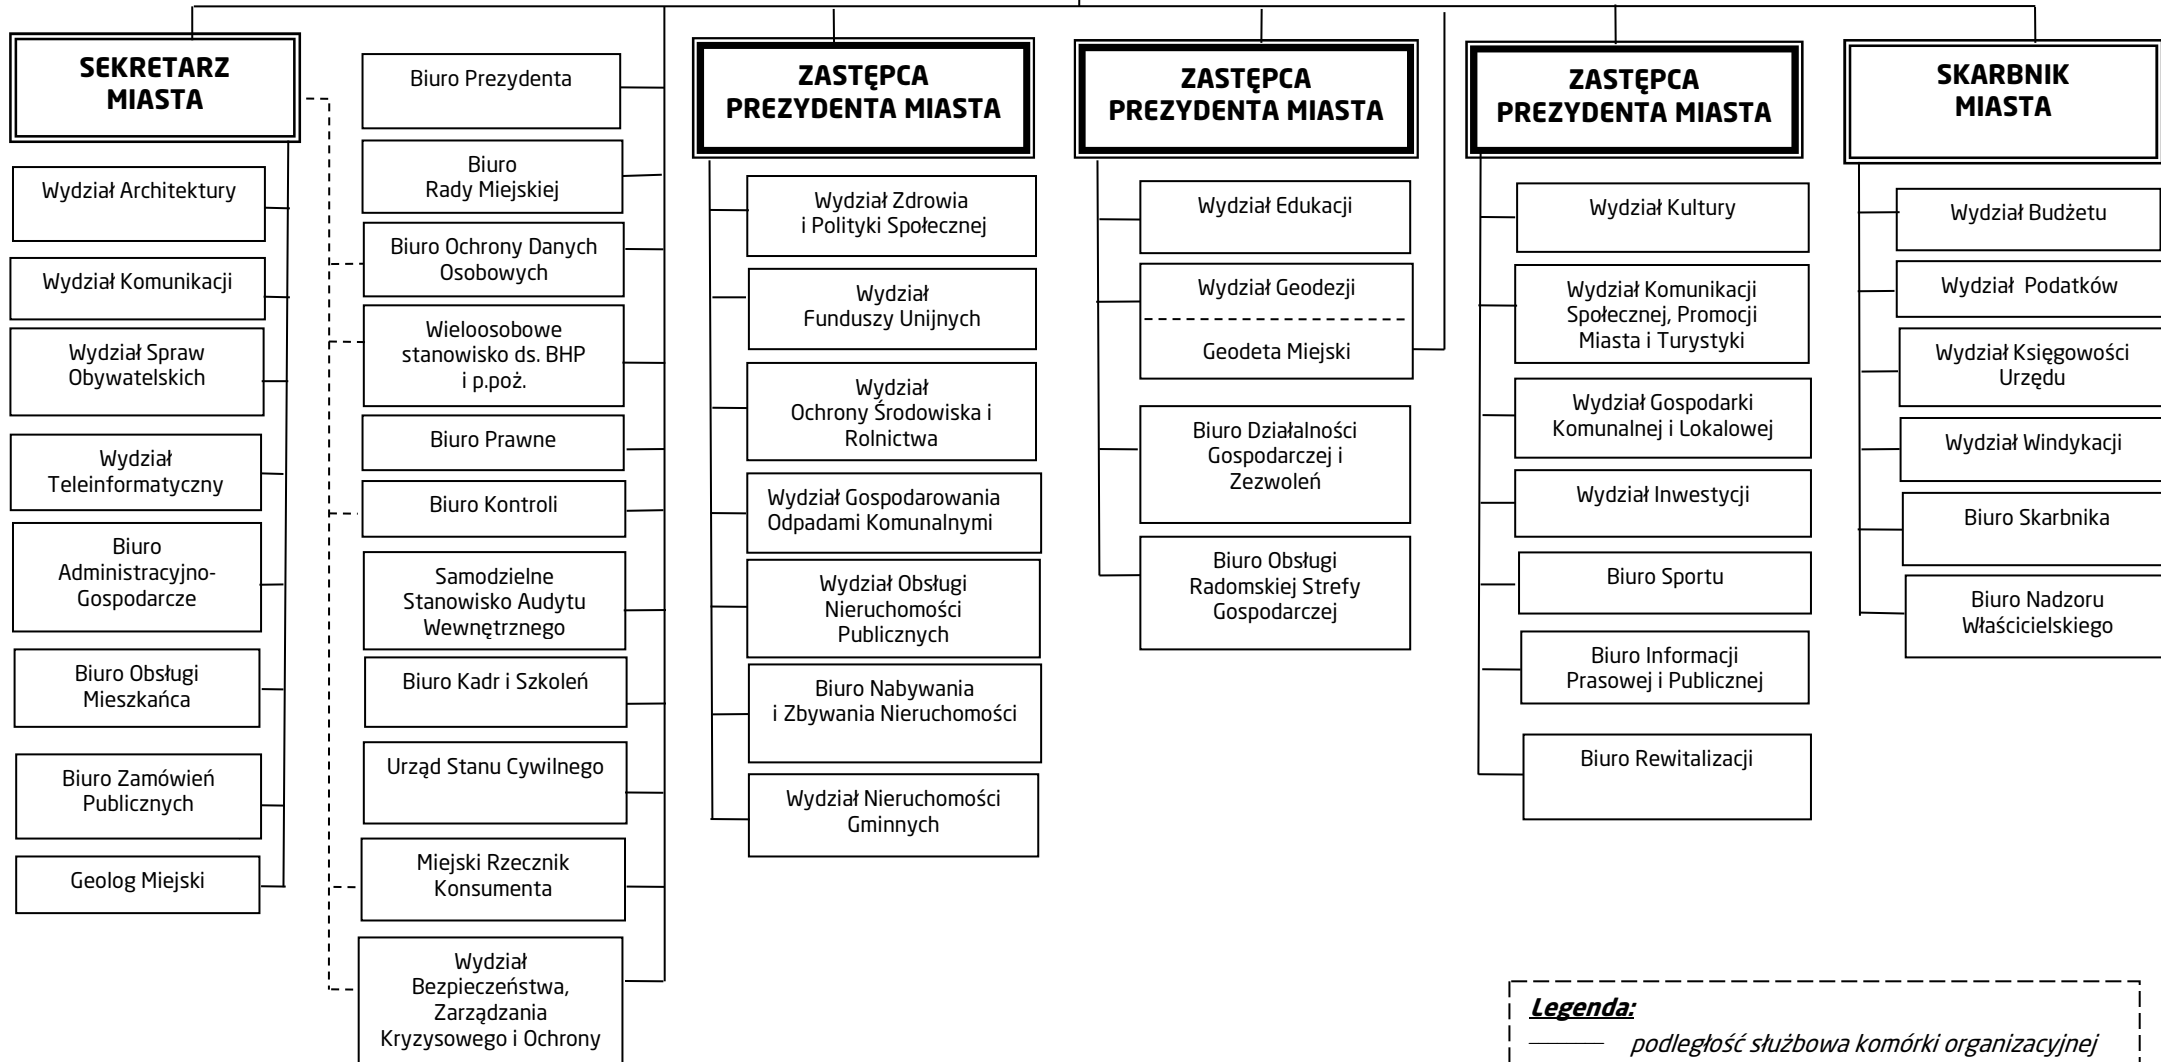 SEKRETARZ
MIASTA
Wydział Architektury
Wydział Komunikacji
Wydział Spraw
Obywatelskich
Wydział
Teleinformatyczny
Biuro
Administracyjno-
Gospodarcze
Biuro Obsługi
Mieszkańca
Biuro Zamówień
Publicznych
Geolog Miejski
Biuro Prezydenta
Biuro
Rady Miejskiej
Biuro Ochrony Danych
Osobowych
Wieloosobowe
stanowisko ds. BHP
i p.poż.
Biuro Prawne
Biuro Kontroli
Samodzielne
Stanowisko Audytu
Wewnętrznego
Biuro Kadr i Szkoleń
Urząd Stanu Cywilnego
Miejski Rzecznik
Konsumenta
Wydział
Bezpieczeństwa,
Zarządzania
Kryzysowego i Ochrony
ZASTĘPCA
PREZYDENTA MIASTA
Wydział Zdrowia
i Polityki Społecznej
Wydział
Funduszy Unijnych
Wydział
Ochrony Środowiska i
Rolnictwa
Wydział Gospodarowania
Odpadami Komunalnymi
Wydział Obsługi
Nieruchomości
Publicznych
Biuro Nabywania
i Zbywania Nieruchomości
Wydział Nieruchomości
Gminnych
ZASTĘPCA
PREZYDENTA MIASTA
Wydział Edukacji
Wydział Geodezji
Geodeta Miejski
Biuro Działalności
Gospodarczej i
Zezwoleń
Biuro Obsługi
Radomskiej Strefy
Gospodarczej
ZASTĘPCA
PREZYDENTA MIASTA
Wydział Kultury
Wydział Komunikacji
Społecznej, Promocji
Miasta i Turystyki
Wydział Gospodarki
Komunalnej i Lokalowej
Wydział Inwestycji
Biuro Sportu
Biuro Informacji
Prasowej i Publicznej
Biuro Rewitalizacji
SKARBNIK
MIASTA
Wydział Budżetu
Wydział Podatków
Wydział Księgowości
Urzędu
Wydział Windykacji
Biuro Skarbnika
Biuro Nadzoru
Właścicielskiego
Legenda:
podległość służbowa komórki organizacyjnej